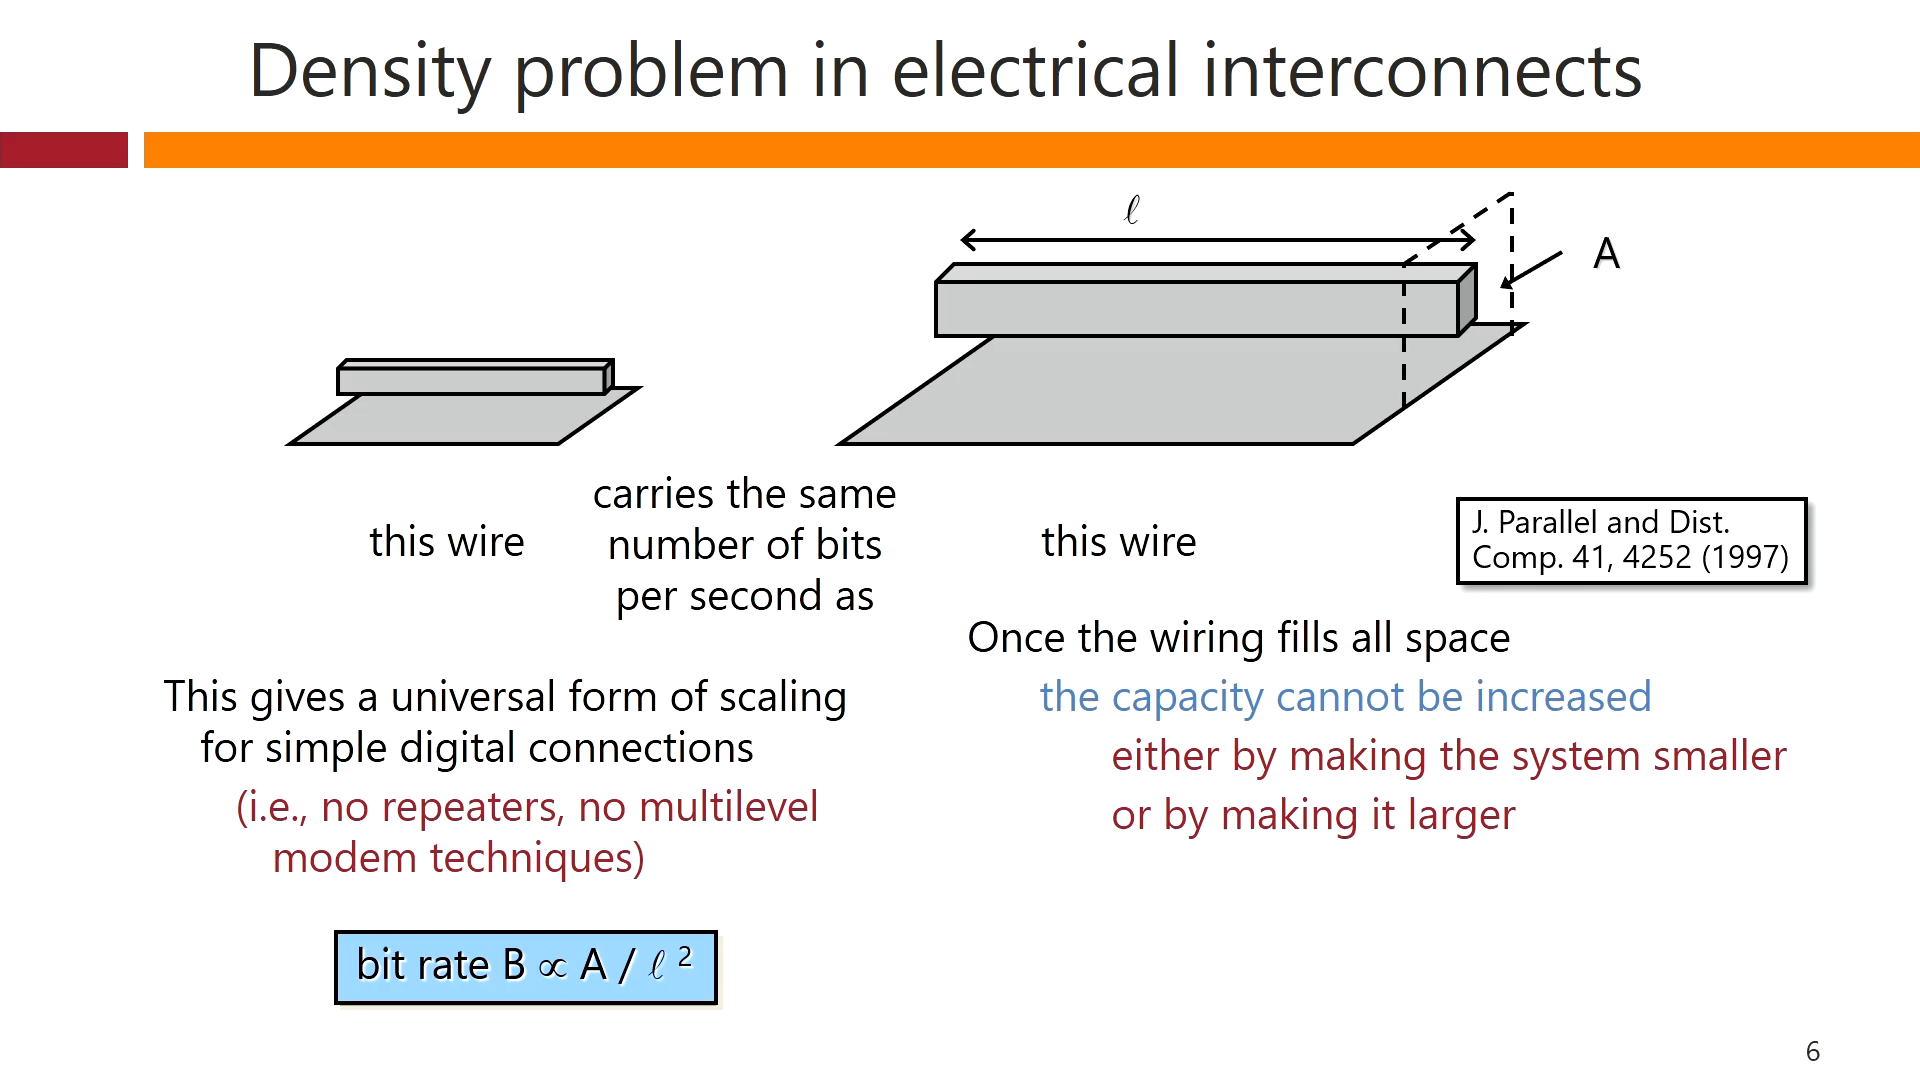 Density problem in electrical interconnects
ℓ
A
this wire
carries the same
number of bits
per second as
this wire
J. Parallel and Dist.
Comp. 41, 4252 (1997)
This gives a universal form of scaling
for simple digital connections
(i.e., no repeaters, no multilevel
modem techniques)
bit rate B ∝ A / ℓ ²
Once the wiring fills all space
the capacity cannot be increased
either by making the system smaller
or by making it larger
6